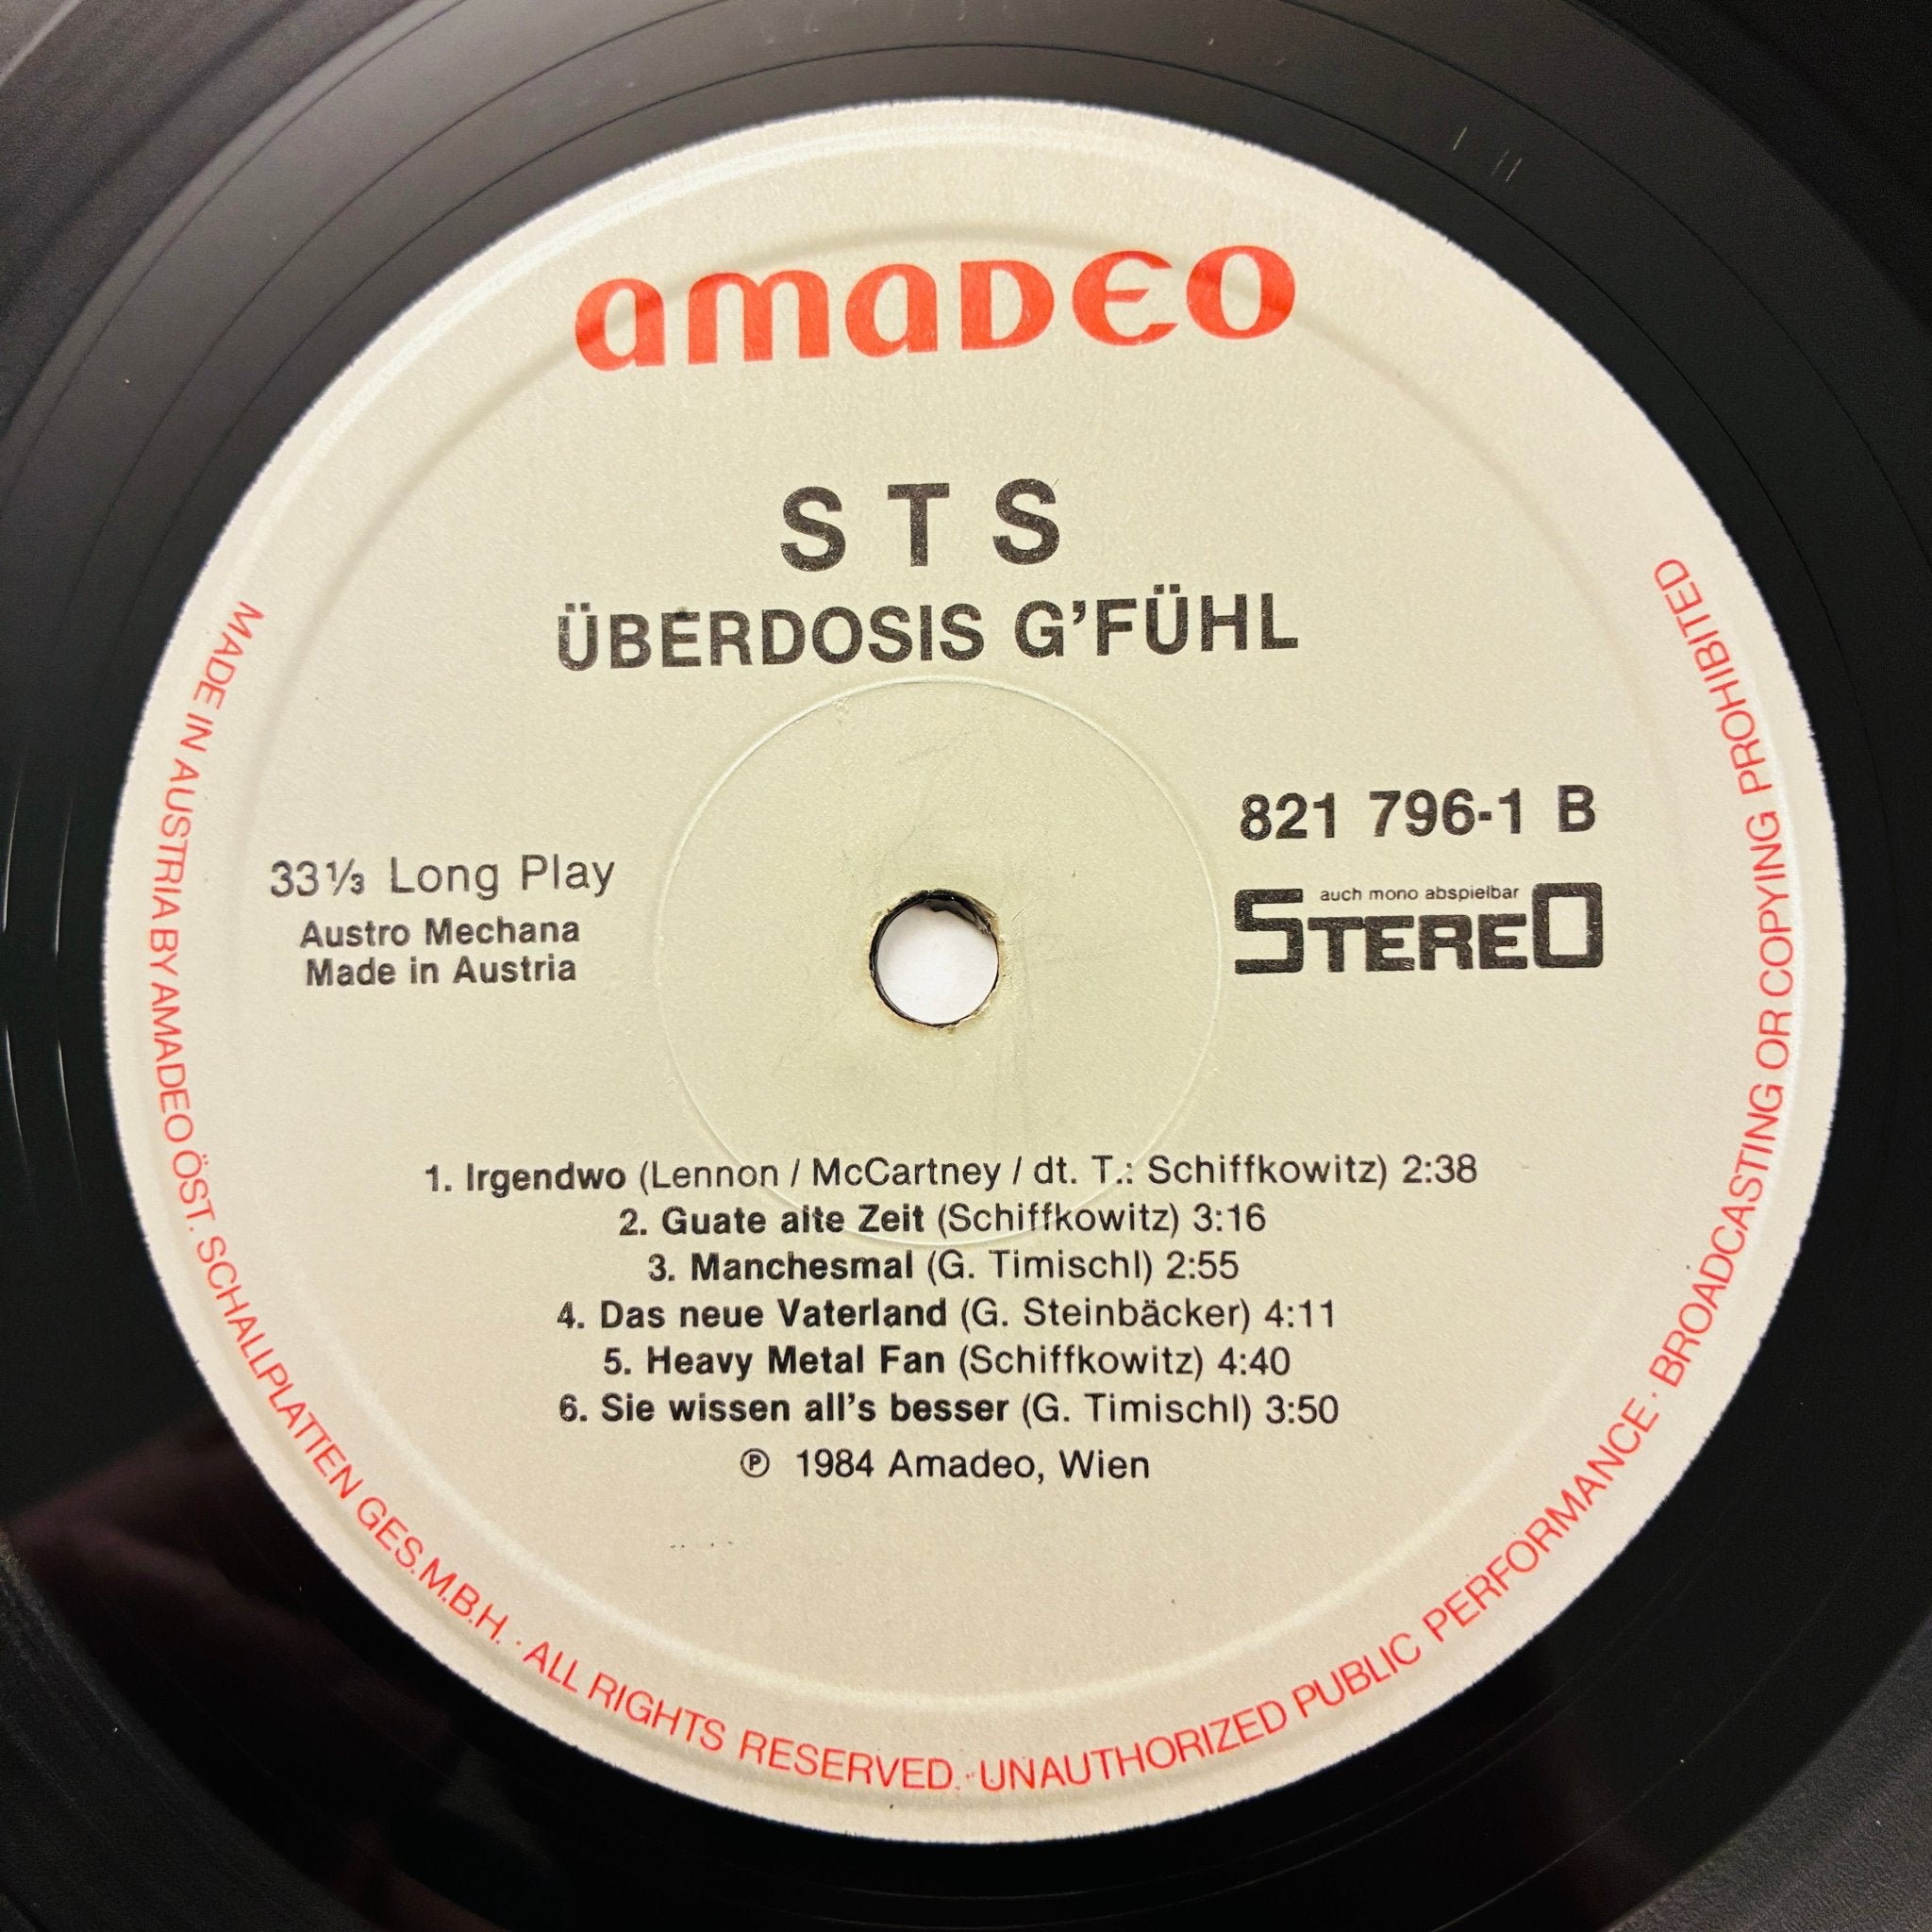 amaDEO
S T S
ÜBERDOSIS G'FÜHL
821 796-1 B
33⅓ Long Play
Austro Mechana
Made in Austria
auch mono abspielbar
STEREO
1. Irgendwo (Lennon / McCartney / dt. T.: Schiffkowitz) 2:38
2. Guate alte Zeit (Schiffkowitz) 3:16
3. Manchesmal (G. Timischl) 2:55
4. Das neue Vaterland (G. Steinbäcker) 4:11
5. Heavy Metal Fan (Schiffkowitz) 4:40
6. Sie wissen all's besser (G. Timischl) 3:50
℗ 1984 Amadeo, Wien
MADE IN AUSTRIA BY AMADEO ÖST. SCHALLPLATTEN GES.M.B.H. · ALL RIGHTS RESERVED. · UNAUTHORIZED PUBLIC PERFORMANCE · BROADCASTING OR COPYING PROHIBITED